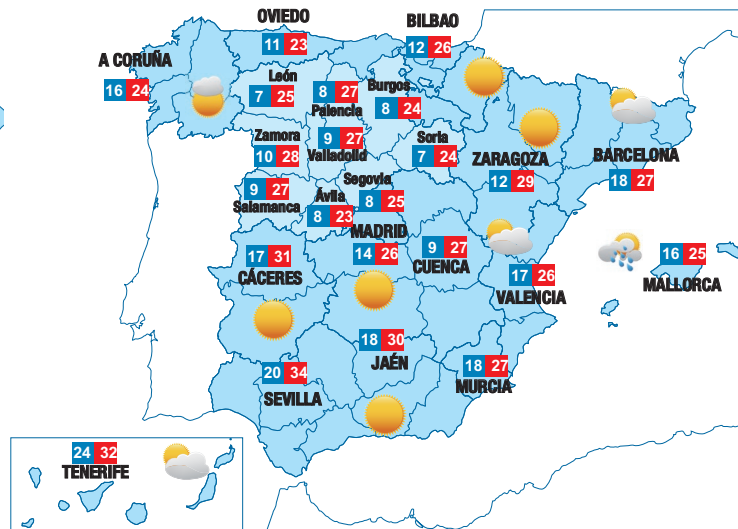 OVIEDO
11 23
BILBAO
12 26
A CORUÑA
16 24
León
7 25
8 27
Palencia
Burgos
8 24
Zamora
10 28
9 27
Valladolid
Soria
7 24
ZARAGOZA
12 29
BARCELONA
18 27
9 27
Salamanca
Ávila
8 23
Segovia
8 25
MADRID
14 26
9 27
CUENCA
17 31
CÁCERES
17 26
VALENCIA
16 25
MALLORCA
18 30
JAÉN
20 34
SEVILLA
18 27
MURCIA
24 32
TENERIFE